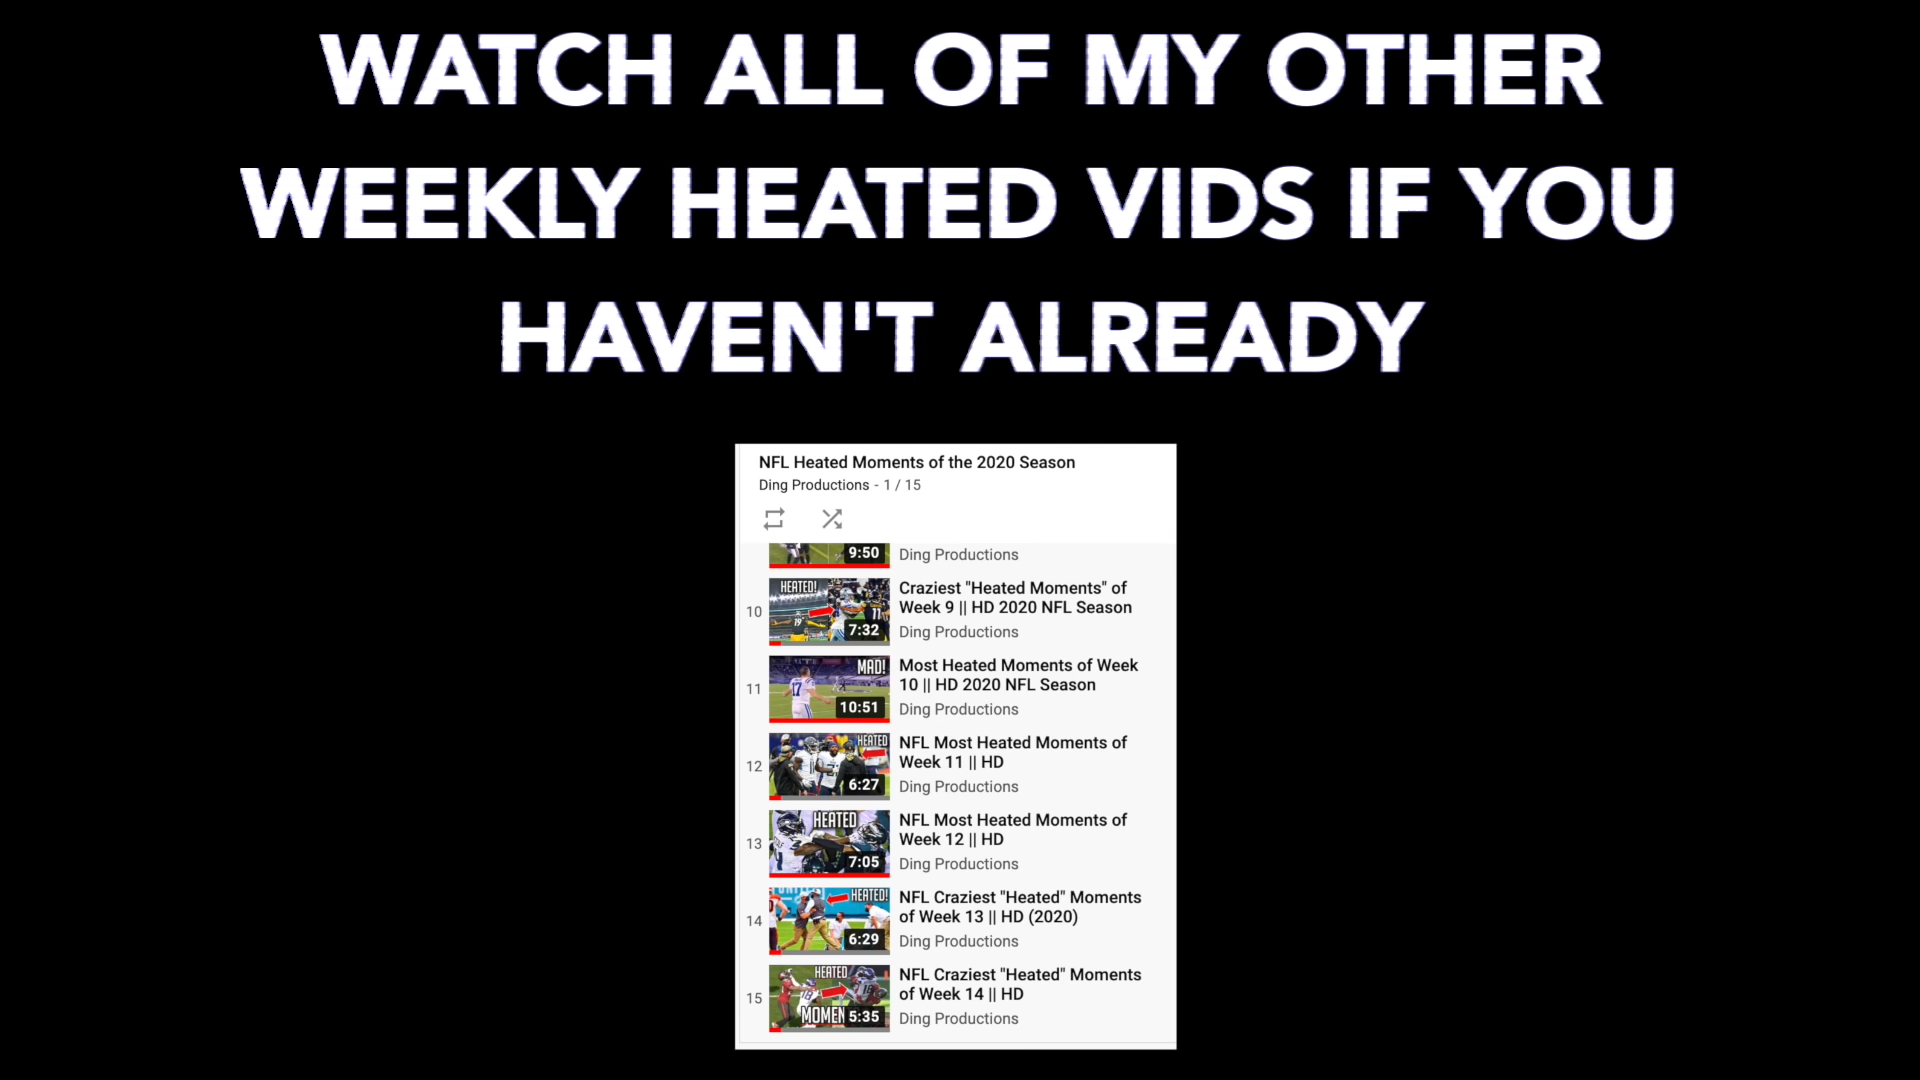 WATCH ALL OF MY OTHER
WEEKLY HEATED VIDS IF YOU
HAVEN'T ALREADY
NFL Heated Moments of the 2020 Season
Ding Productions - 1 / 15
9:50
Ding Productions
10
HEATED!
19
11
7:32
Craziest "Heated Moments" of
Week 9 || HD 2020 NFL Season
Ding Productions
11
MAD!
17
10:51
Most Heated Moments of Week
10 || HD 2020 NFL Season
Ding Productions
12
HEATED
6:27
NFL Most Heated Moments of
Week 11 || HD
Ding Productions
13
HEATED
7:05
NFL Most Heated Moments of
Week 12 || HD
Ding Productions
14
HEATED!
6:29
NFL Craziest "Heated" Moments
of Week 13 || HD (2020)
Ding Productions
15
HEATED
18
MOMEN
5:35
NFL Craziest "Heated" Moments
of Week 14 || HD
Ding Productions